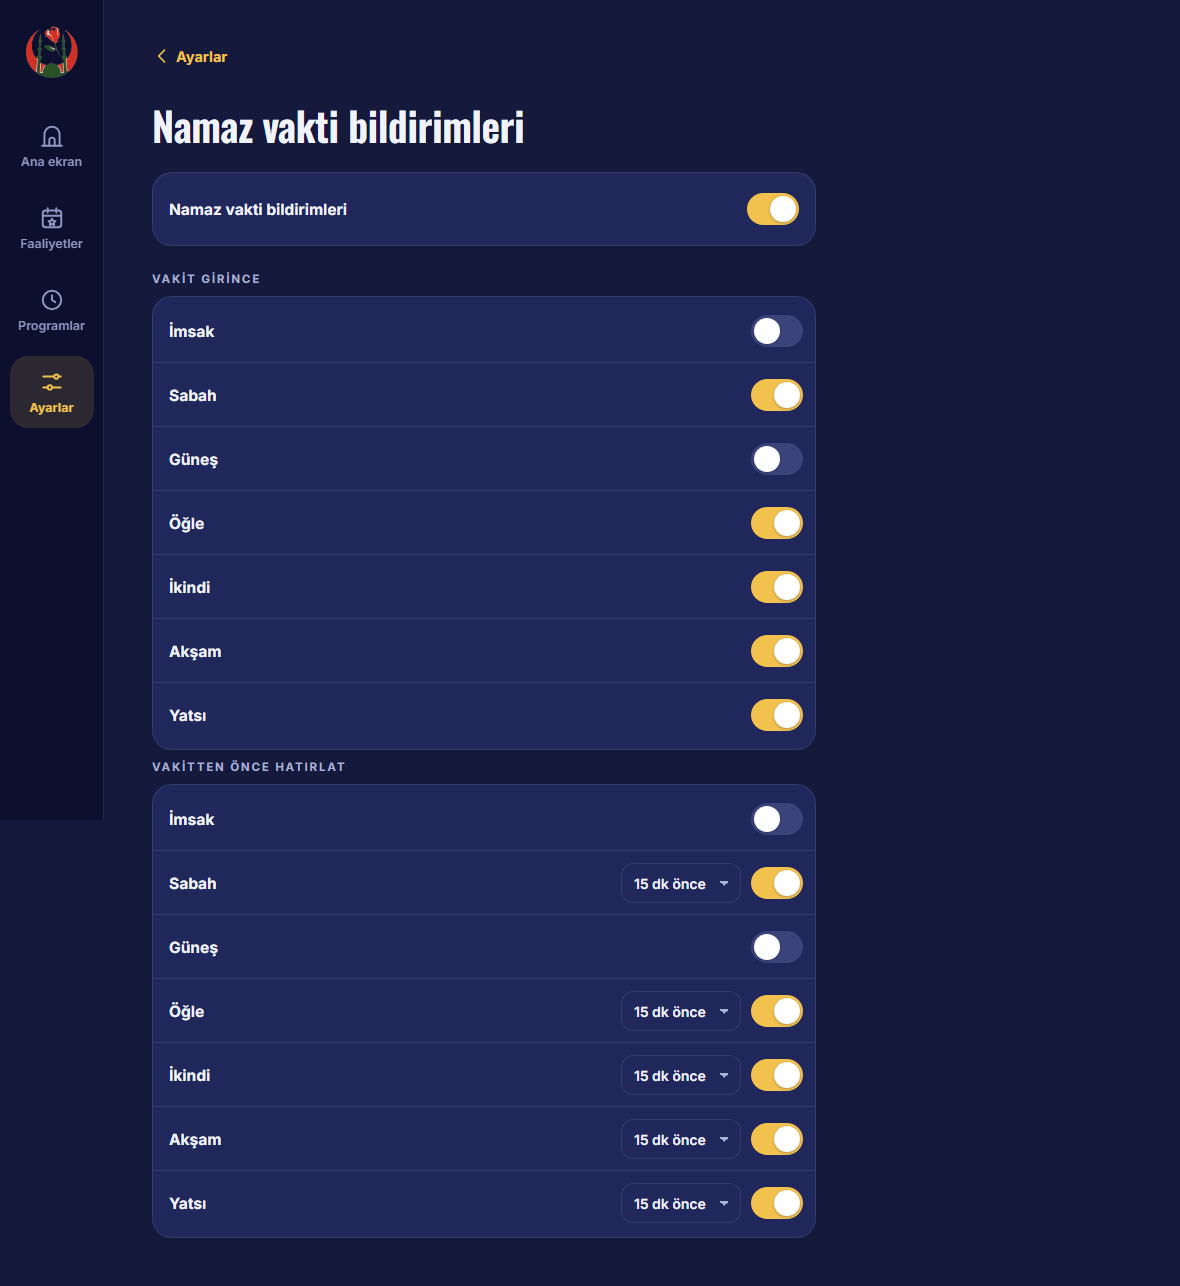 Ayarlar
Namaz vakti bildirimleri
Namaz vakti bildirimleri
VAKİT GİRİNCE
İmsak
Sabah
Güneş
Öğle
İkindi
Akşam
Yatsı
VAKİTTEN ÖNCE HATIRLAT
İmsak
Sabah 15 dk önce
Güneş
Öğle 15 dk önce
İkindi 15 dk önce
Akşam 15 dk önce
Yatsı 15 dk önce
Ana ekran
Faaliyetler
Programlar
Ayarlar